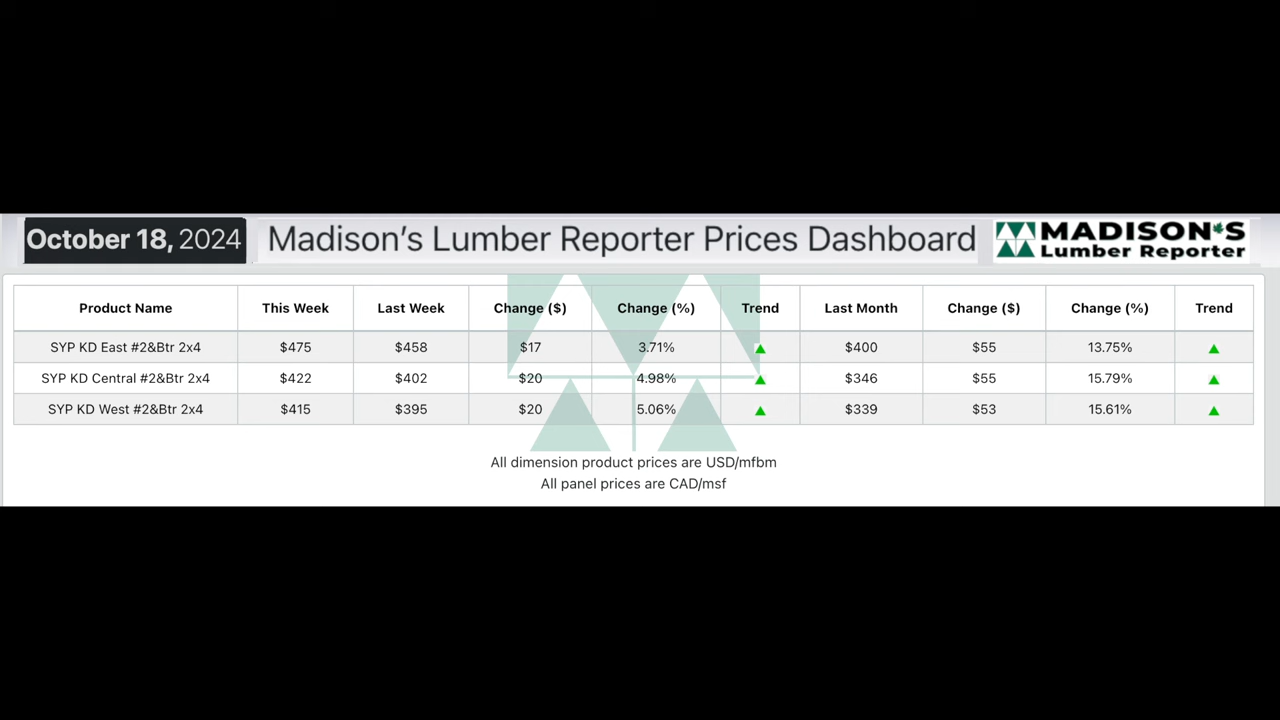 October 18, 2024 Madison's Lumber Reporter Prices Dashboard MADISON'S
Lumber Reporter
Product Name This Week Last Week Change ($) Change (%) Trend Last Month Change ($) Change (%) Trend
SYP KD East #2&Btr 2x4 $475 $458 $17 3.71% ▲ $400 $55 13.75% ▲
SYP KD Central #2&Btr 2x4 $422 $402 $20 4.98% ▲ $346 $55 15.79% ▲
SYP KD West #2&Btr 2x4 $415 $395 $20 5.06% ▲ $339 $53 15.61% ▲
All dimension product prices are USD/mfbm
All panel prices are CAD/msf